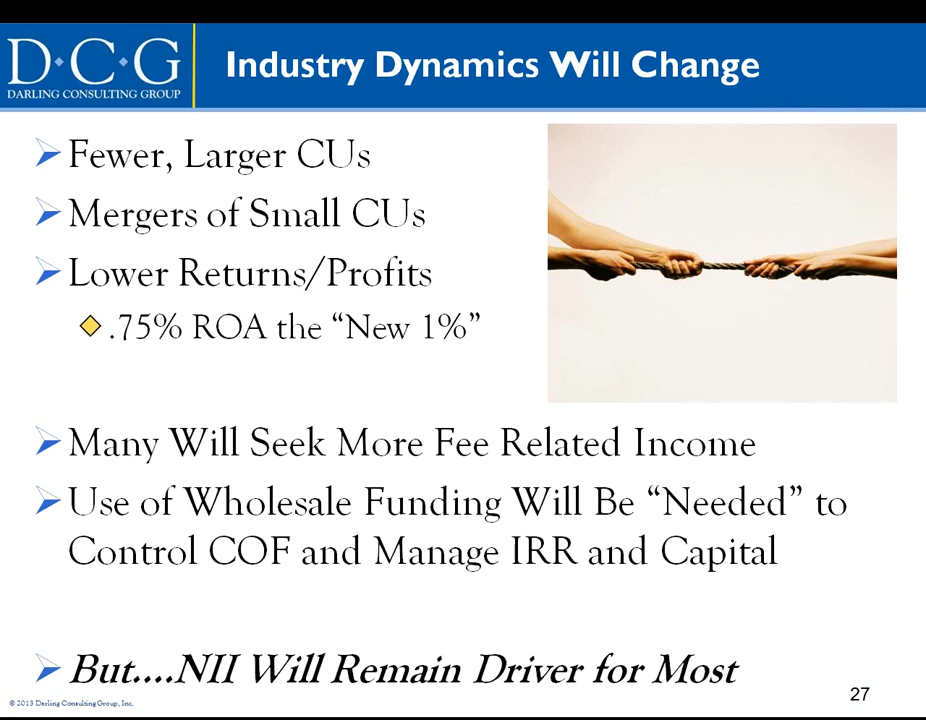 D·C·G
DARLING CONSULTING GROUP
Industry Dynamics Will Change
Fewer, Larger CUs
Mergers of Small CUs
Lower Returns/Profits
.75% ROA the “New 1%”
Many Will Seek More Fee Related Income
Use of Wholesale Funding Will Be “Needed” to
Control COF and Manage IRR and Capital
But....NII Will Remain Driver for Most
© 2013 Darling Consulting Group, Inc.
27